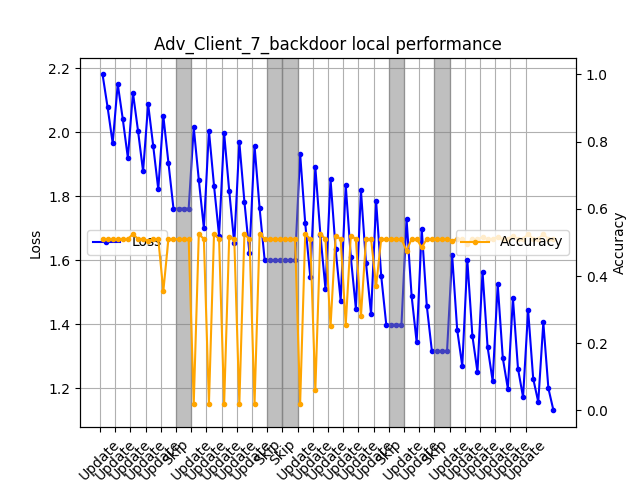 Adv_Client_7_backdoor local performance
2.2
2.0
1.8
1.6
1.4
1.2
Loss
1.0
0.8
0.6
0.4
0.2
0.0
Accuracy
Loss
Accuracy
Update
Update
Update
Update
Update
Skip
Update
Update
Update
Update
Update
Skip
Skip
Update
Update
Update
Update
Update
Update
Skip
Update
Update
Skip
Update
Update
Update
Update
Update
Update